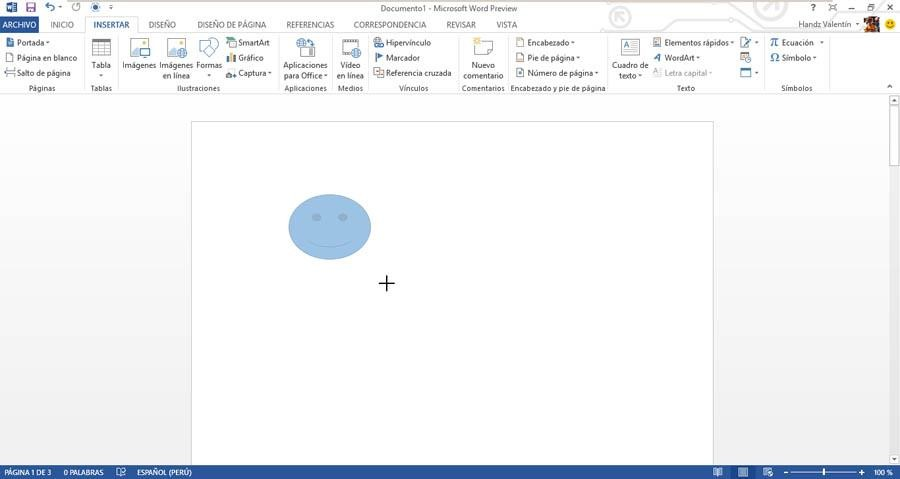 Documento1 - Microsoft Word Preview
ARCHIVO INICIO INSERTAR DISEÑO DISEÑO DE PÁGINA REFERENCIAS CORRESPONDENCIA REVISAR VISTA Handz Valentín
Portada
Página en blanco
Salto de página
Páginas
Tabla
Tablas
Imágenes
Imágenes en línea
Formas
SmartArt
Gráfico
Captura
Ilustraciones
Aplicaciones para Office
Aplicaciones
Vídeo en línea
Medios
Hipervínculo
Marcador
Referencia cruzada
Vínculos
Nuevo comentario
Comentarios
Encabezado
Pie de página
Número de página
Encabezado y pie de página
Cuadro de texto
Elementos rápidos
WordArt
Letra capital
Texto
Ecuación
Símbolo
Símbolos
PÁGINA 1 DE 3 0 PALABRAS ESPAÑOL (PERÚ) 100 %